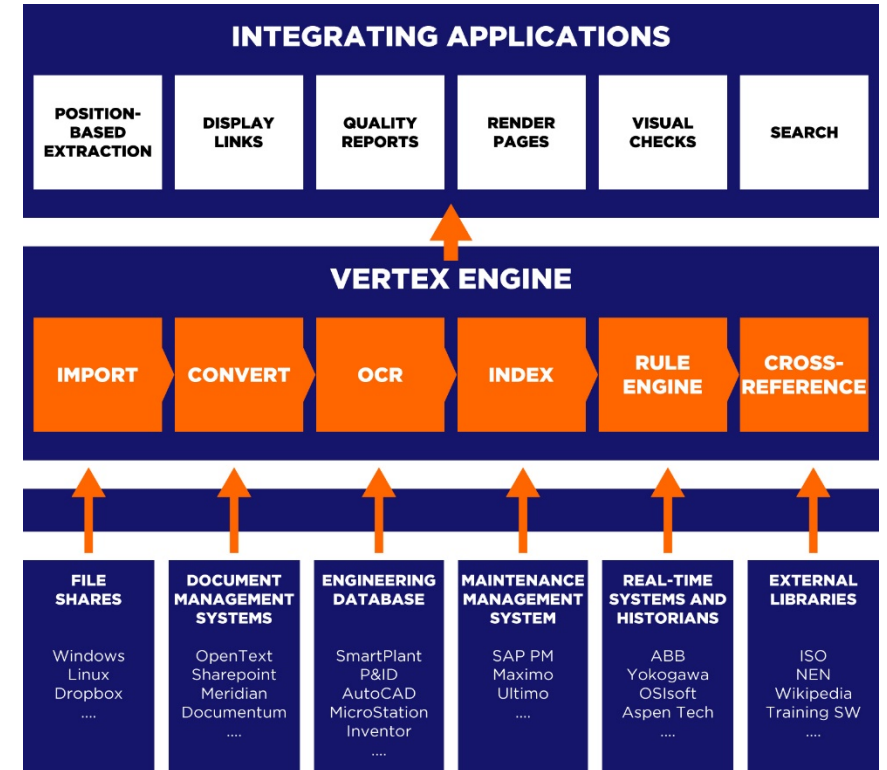 INTEGRATING APPLICATIONS
POSITION-
BASED
EXTRACTION
DISPLAY
LINKS
QUALITY
REPORTS
RENDER
PAGES
VISUAL
CHECKS
SEARCH
VERTEX ENGINE
IMPORT
CONVERT
OCR
INDEX
RULE
ENGINE
CROSS-
REFERENCE
FILE
SHARES
Windows
Linux
Dropbox
....
DOCUMENT
MANAGEMENT
SYSTEMS
OpenText
Sharepoint
Meridian
Documentum
....
ENGINEERING
DATABASE
SmartPlant
P&ID
AutoCAD
MicroStation
Inventor
....
MAINTENANCE
MANAGEMENT
SYSTEM
SAP PM
Maximo
Ultimo
....
REAL-TIME
SYSTEMS AND
HISTORIANS
ABB
Yokogawa
OSIsoft
Aspen Tech
....
EXTERNAL
LIBRARIES
ISO
NEN
Wikipedia
Training SW
....